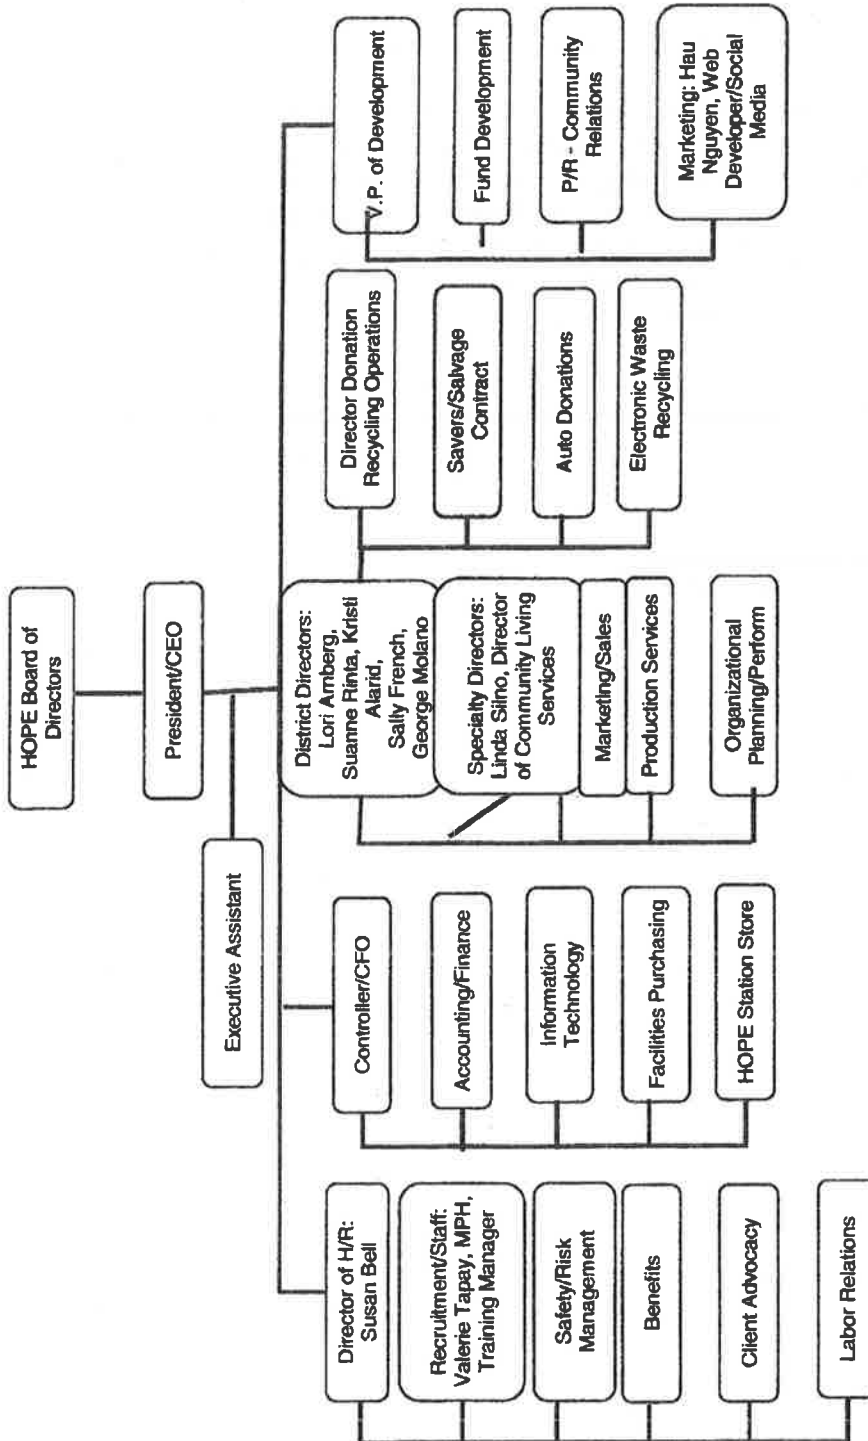 HOPE Board of
Directors
President/CEO
Executive Assistant
Director of H/R:
Susan Bell
Recruitment/Staff:
Valerie Tapay, MPH,
Training Manager
Safety/Risk
Management
Benefits
Client Advocacy
Labor Relations
Controller/CFO
Accounting/Finance
Information
Technology
Facilities Purchasing
HOPE Station Store
District Directors:
Lori Amberg,
Suanne Rinta, Kristi
Alarid,
Sally French,
George Molano
Specialty Directors:
Linda Silno, Director
of Community Living
Services
Marketing/Sales
Production Services
Organizational
Planning/Perform
Director Donation
Recycling Operations
Savers/Salvage
Contract
Auto Donations
Electronic Waste
Recycling
V.P. of Development
Fund Development
P/R - Community
Relations
Marketing: Hau
Nguyen, Web
Developer/Social
Media